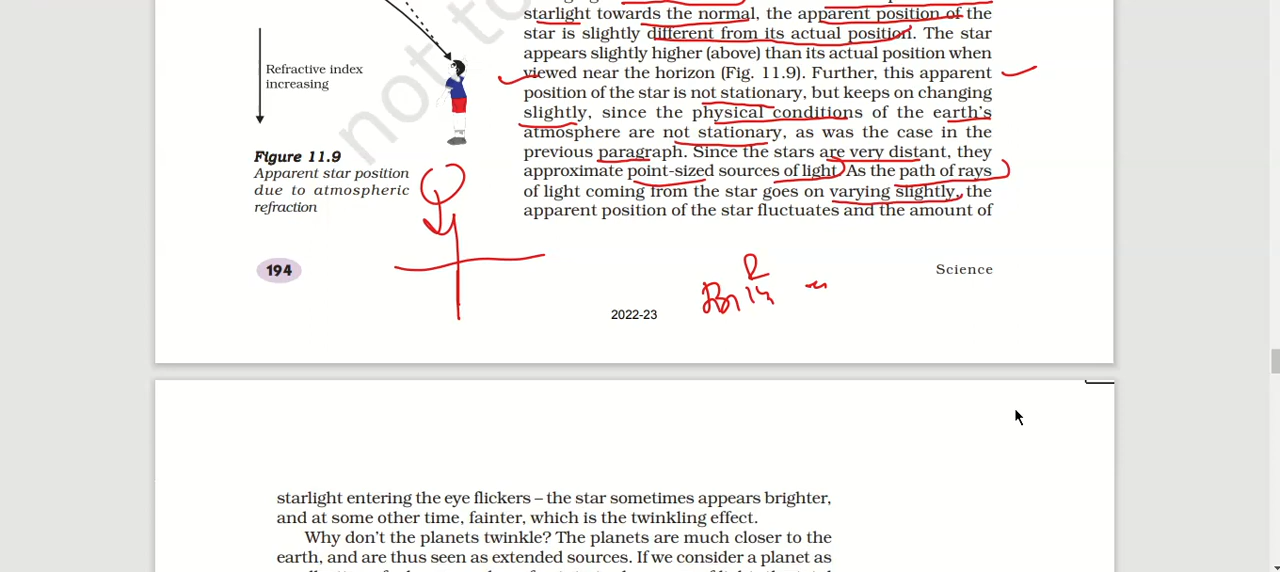 starlight towards the normal, the apparent position of the
star is slightly different from its actual position. The star
appears slightly higher (above) than its actual position when
viewed near the horizon (Fig. 11.9). Further, this apparent
position of the star is not stationary, but keeps on changing
slightly, since the physical conditions of the earth's
atmosphere are not stationary, as was the case in the
previous paragraph. Since the stars are very distant, they
approximate point-sized sources of light. As the path of rays
of light coming from the star goes on varying slightly, the
apparent position of the star fluctuates and the amount of
Refractive index
increasing
not to
Figure 11.9
Apparent star position
due to atmospheric
refraction
194
Science
R
2022-23
starlight entering the eye flickers – the star sometimes appears brighter,
and at some other time, fainter, which is the twinkling effect.
Why don't the planets twinkle? The planets are much closer to the
earth, and are thus seen as extended sources. If we consider a planet as